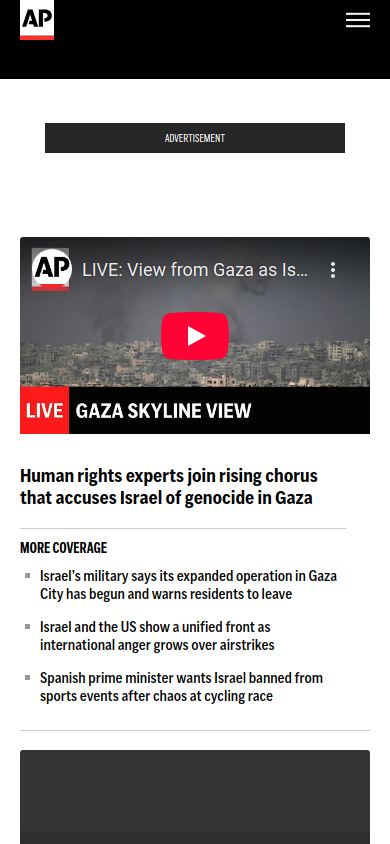 AP
ADVERTISEMENT
AP LIVE: View from Gaza as Is...
LIVE GAZA SKYLINE VIEW
Human rights experts join rising chorus
that accuses Israel of genocide in Gaza
MORE COVERAGE
Israel’s military says its expanded operation in Gaza
City has begun and warns residents to leave
Israel and the US show a unified front as
international anger grows over airstrikes
Spanish prime minister wants Israel banned from
sports events after chaos at cycling race